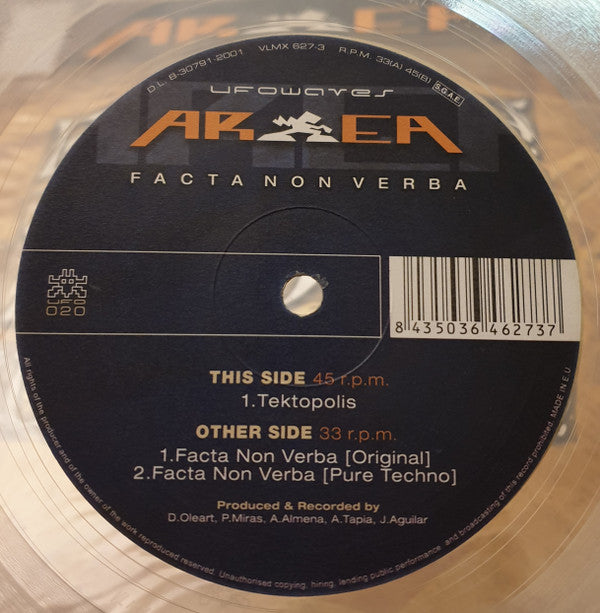 D.L. B-30791-2001 VLMX 627-3 R.P.M. 33(A) 45(B) S.G.A.E.
UFOWAVES
AR EA
FACTA NON VERBA
UFO
020
8 435036 462737
THIS SIDE 45 r.p.m.
1.Tektopolis
OTHER SIDE 33 r.p.m.
1.Facta Non Verba [Original]
2.Facta Non Verba [Pure Techno]
Produced & Recorded by
D.Oleart, P.Miras, A.Almena, A.Tapia, J.Aguilar
All rights of the producer and of the owner of the work reproduced reserved. Unauthorised copying, hiring, lending public performance and broadcasting of this record prohibited. MADE IN E.U.